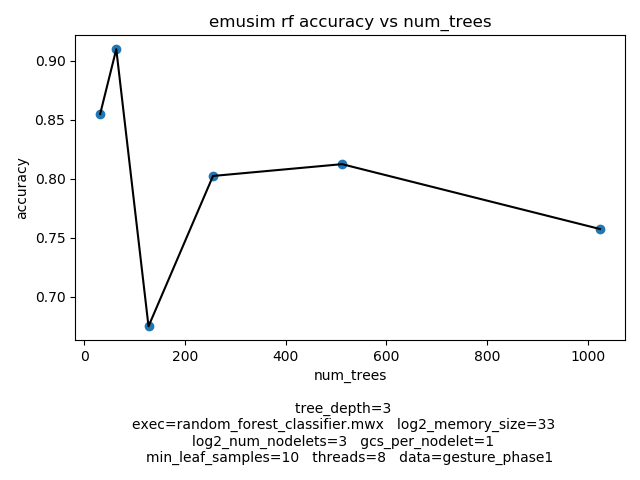 emusim rf accuracy vs num_trees
0.90
0.85
0.80
0.75
0.70
accuracy
0 200 400 600 800 1000
num_trees
tree_depth=3
exec=random_forest_classifier.mwx log2_memory_size=33
log2_num_nodelets=3 gcs_per_nodelet=1
min_leaf_samples=10 threads=8 data=gesture_phase1